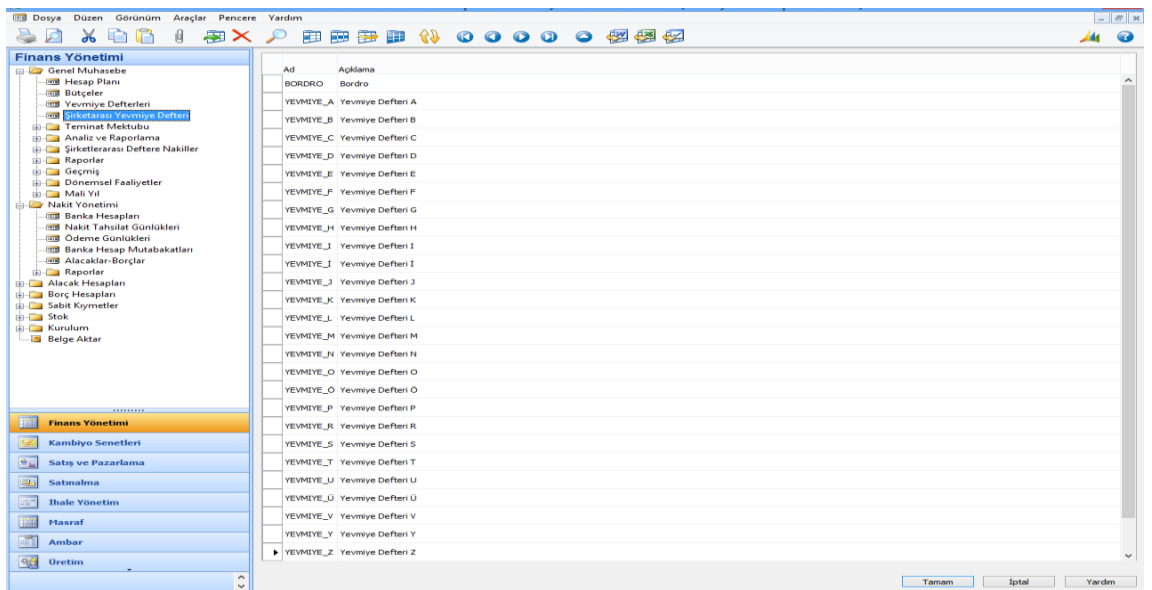 Dosya Düzen Görünüm Araçlar Pencere Yardım
Finans Yönetimi
Genel Muhasebe
Hesap Planı
Bütçeler
Yevmiye Defterleri
Şirketarası Yevmiye Defteri
Teminat Mektubu
Analiz ve Raporlama
Şirketlerarası Deftere Nakiller
Raporlar
Geçmiş
Dönemsel Faaliyetler
Mali Yıl
Nakit Yönetimi
Banka Hesapları
Nakit Tahsilat Günlükleri
Ödeme Günlükleri
Banka Hesap Mutabakatları
Alacaklar-Borçlar
Raporlar
Alacak Hesapları
Borç Hesapları
Sabit Kıymetler
Stok
Kurulum
Belge Aktar
Finans Yönetimi
Kambiyo Senetleri
Satış ve Pazarlama
Satınalma
İhale Yönetim
Masraf
Ambar
Üretim
Ad Açıklama
BORDRO Bordro
YEVMIYE_A Yevmiye Defteri A
YEVMIYE_B Yevmiye Defteri B
YEVMIYE_C Yevmiye Defteri C
YEVMIYE_D Yevmiye Defteri D
YEVMIYE_E Yevmiye Defteri E
YEVMIYE_F Yevmiye Defteri F
YEVMIYE_G Yevmiye Defteri G
YEVMIYE_H Yevmiye Defteri H
YEVMIYE_I Yevmiye Defteri I
YEVMIYE_İ Yevmiye Defteri İ
YEVMIYE_J Yevmiye Defteri J
YEVMIYE_K Yevmiye Defteri K
YEVMIYE_L Yevmiye Defteri L
YEVMIYE_M Yevmiye Defteri M
YEVMIYE_N Yevmiye Defteri N
YEVMIYE_O Yevmiye Defteri O
YEVMIYE_Ö Yevmiye Defteri Ö
YEVMIYE_P Yevmiye Defteri P
YEVMIYE_R Yevmiye Defteri R
YEVMIYE_S Yevmiye Defteri S
YEVMIYE_T Yevmiye Defteri T
YEVMIYE_U Yevmiye Defteri U
YEVMIYE_Ü Yevmiye Defteri Ü
YEVMIYE_V Yevmiye Defteri V
YEVMIYE_Y Yevmiye Defteri Y
YEVMIYE_Z Yevmiye Defteri Z
Tamam İptal Yardım